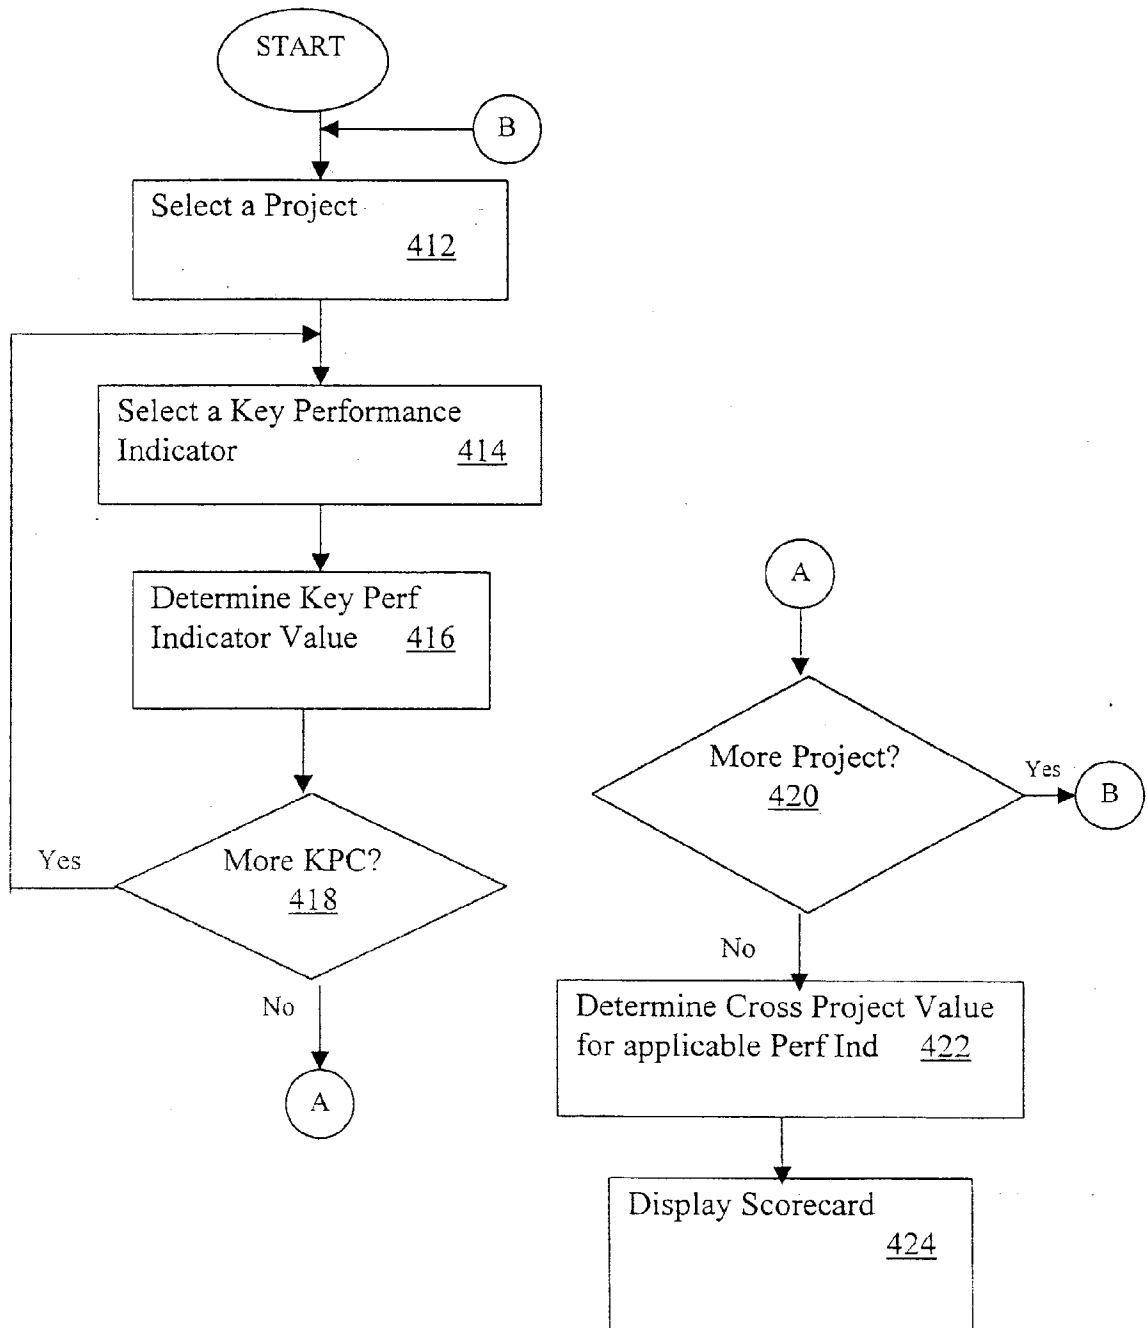 START
B
Select a Project
412
Select a Key Performance
Indicator 414
Determine Key Perf
Indicator Value 416
More KPC?
418
Yes
No
A
A
More Project?
420
Yes
B
No
Determine Cross Project Value
for applicable Perf Ind 422
Display Scorecard
424